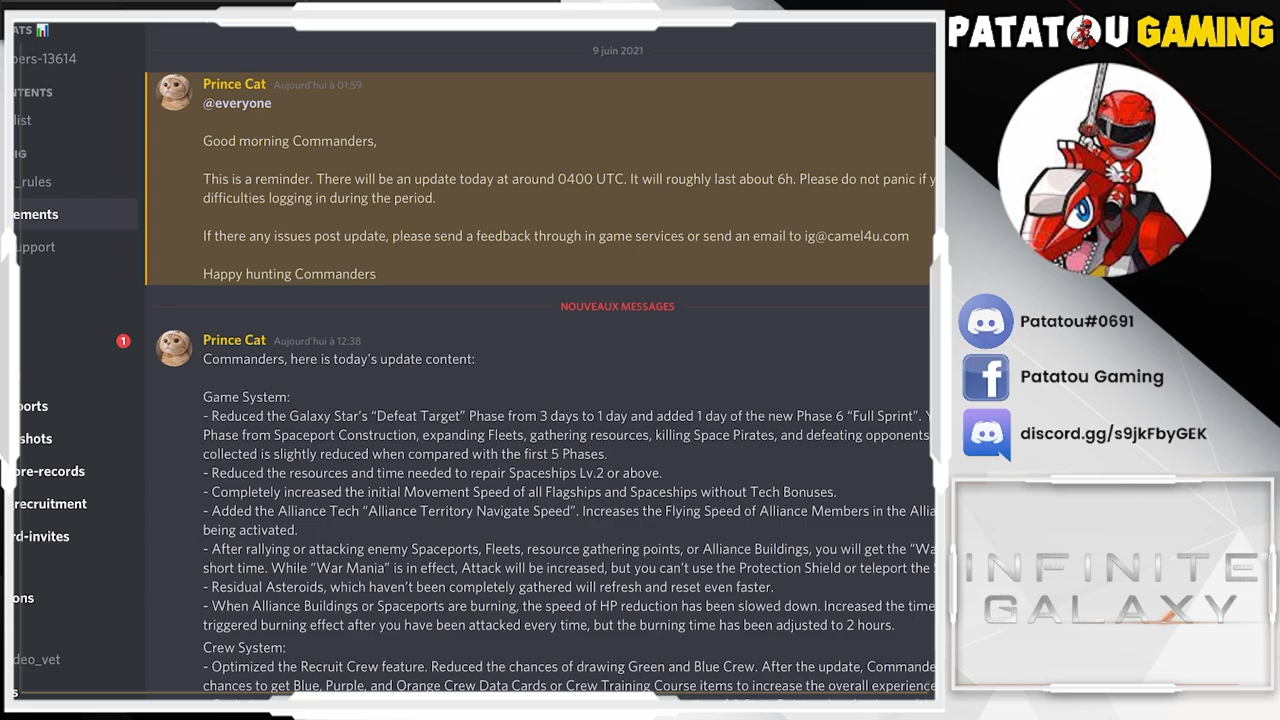 ATS
bers-13614
NTENTS
list
IG
_rules
ements
upport
1
ports
shots
ore-records
recruitment
rd-invites
ons
deo_vet
s
9 juin 2021
Prince Cat Aujourd'hui à 01:59
@everyone
Good morning Commanders,
This is a reminder. There will be an update today at around 0400 UTC. It will roughly last about 6h. Please do not panic if y
difficulties logging in during the period.
If there any issues post update, please send a feedback through in game services or send an email to ig@camel4u.com
Happy hunting Commanders
NOUVEAUX MESSAGES
Prince Cat Aujourd'hui à 12:38
Commanders, here is today's update content:
Game System:
- Reduced the Galaxy Star's “Defeat Target” Phase from 3 days to 1 day and added 1 day of the new Phase 6 “Full Sprint”. Y
Phase from Spaceport Construction, expanding Fleets, gathering resources, killing Space Pirates, and defeating opponents
collected is slightly reduced when compared with the first 5 Phases.
- Reduced the resources and time needed to repair Spaceships Lv.2 or above.
- Completely increased the initial Movement Speed of all Flagships and Spaceships without Tech Bonuses.
- Added the Alliance Tech “Alliance Territory Navigate Speed”. Increases the Flying Speed of Alliance Members in the Allia
being activated.
- After rallying or attacking enemy Spaceports, Fleets, resource gathering points, or Alliance Buildings, you will get the “Wa
short time. While “War Mania” is in effect, Attack will be increased, but you can't use the Protection Shield or teleport the
- Residual Asteroids, which haven't been completely gathered will refresh and reset even faster.
- When Alliance Buildings or Spaceports are burning, the speed of HP reduction has been slowed down. Increased the time
triggered burning effect after you have been attacked every time, but the burning time has been adjusted to 2 hours.
Crew System:
- Optimized the Recruit Crew feature. Reduced the chances of drawing Green and Blue Crew. After the update, Commande
chances to get Blue, Purple, and Orange Crew Data Cards or Crew Training Course items to increase the overall experience
PATATOU GAMING
Patatou#0691
Patatou Gaming
discord.gg/s9jkFbyGEK
INFINITE
GALAXY